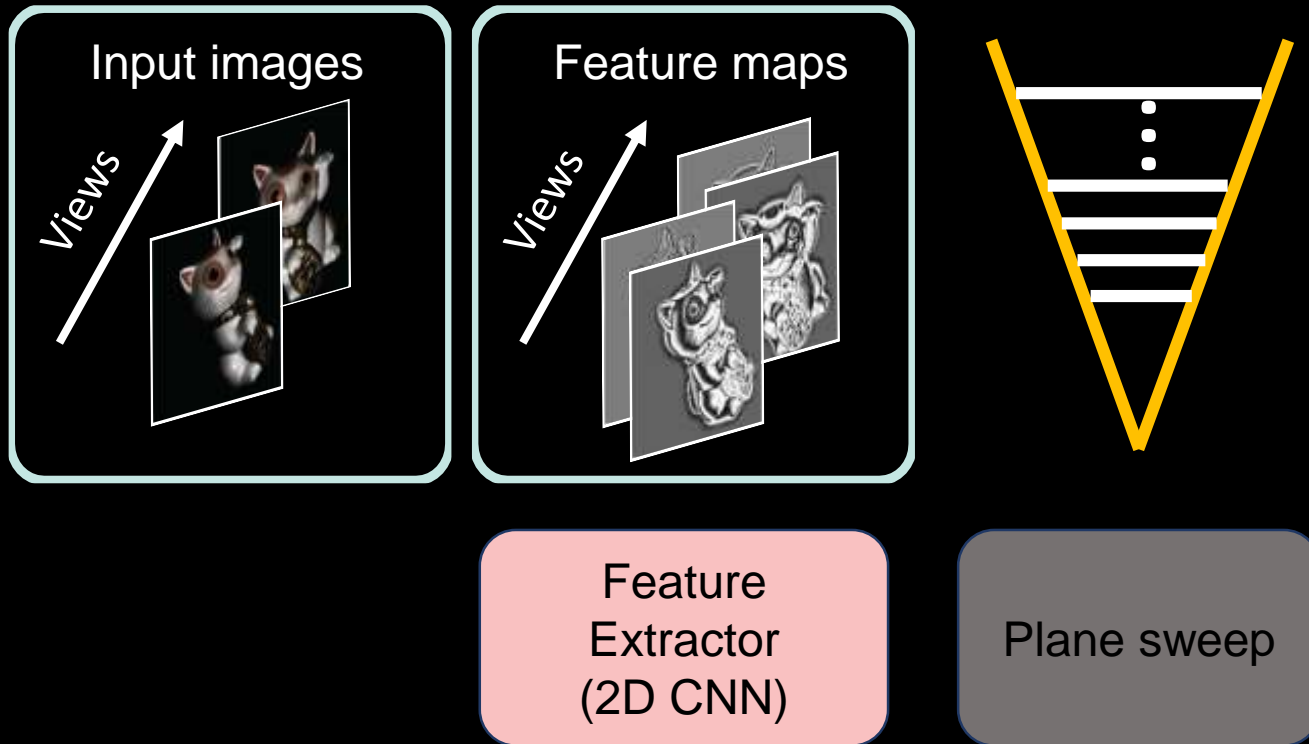 Input images
Views
Feature maps
Views
Feature
Extractor
(2D CNN)
Plane sweep